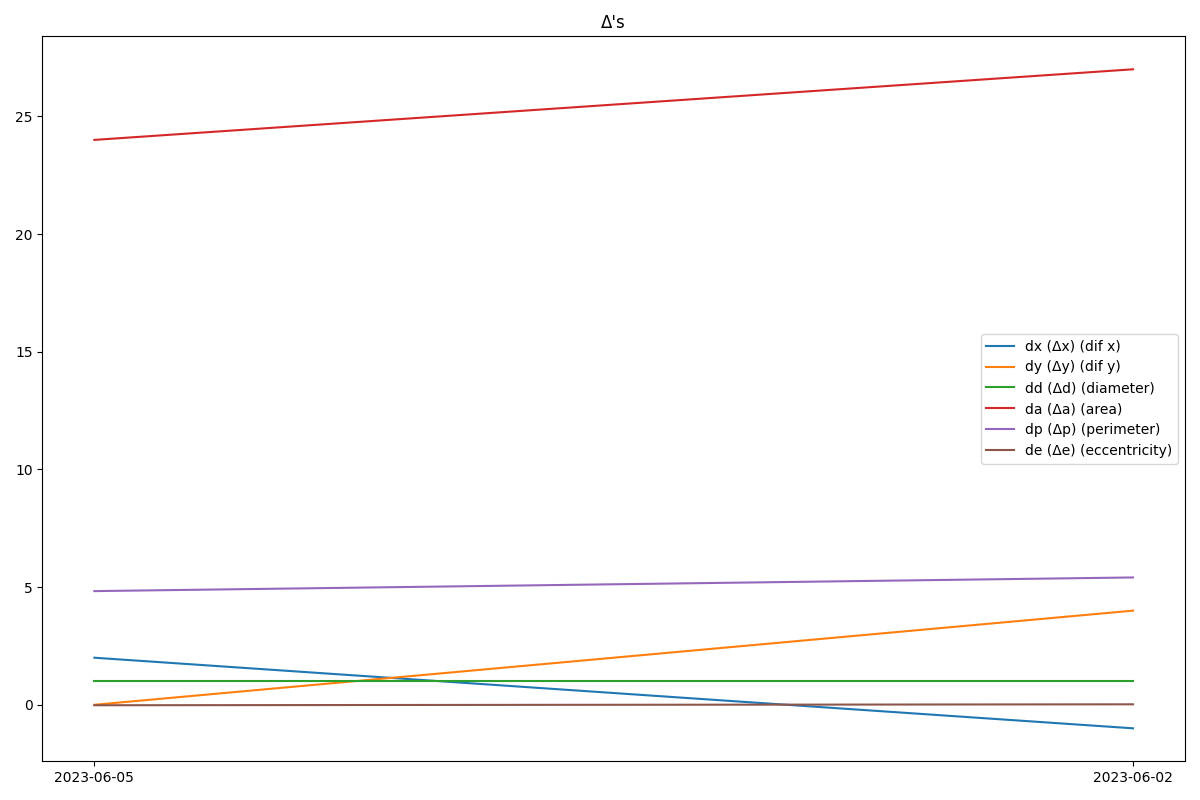 Δ's
25
20
15
10
5
0
dx (Δx) (dif x)
dy (Δy) (dif y)
dd (Δd) (diameter)
da (Δa) (area)
dp (Δp) (perimeter)
de (Δe) (eccentricity)
2023-06-05
2023-06-02